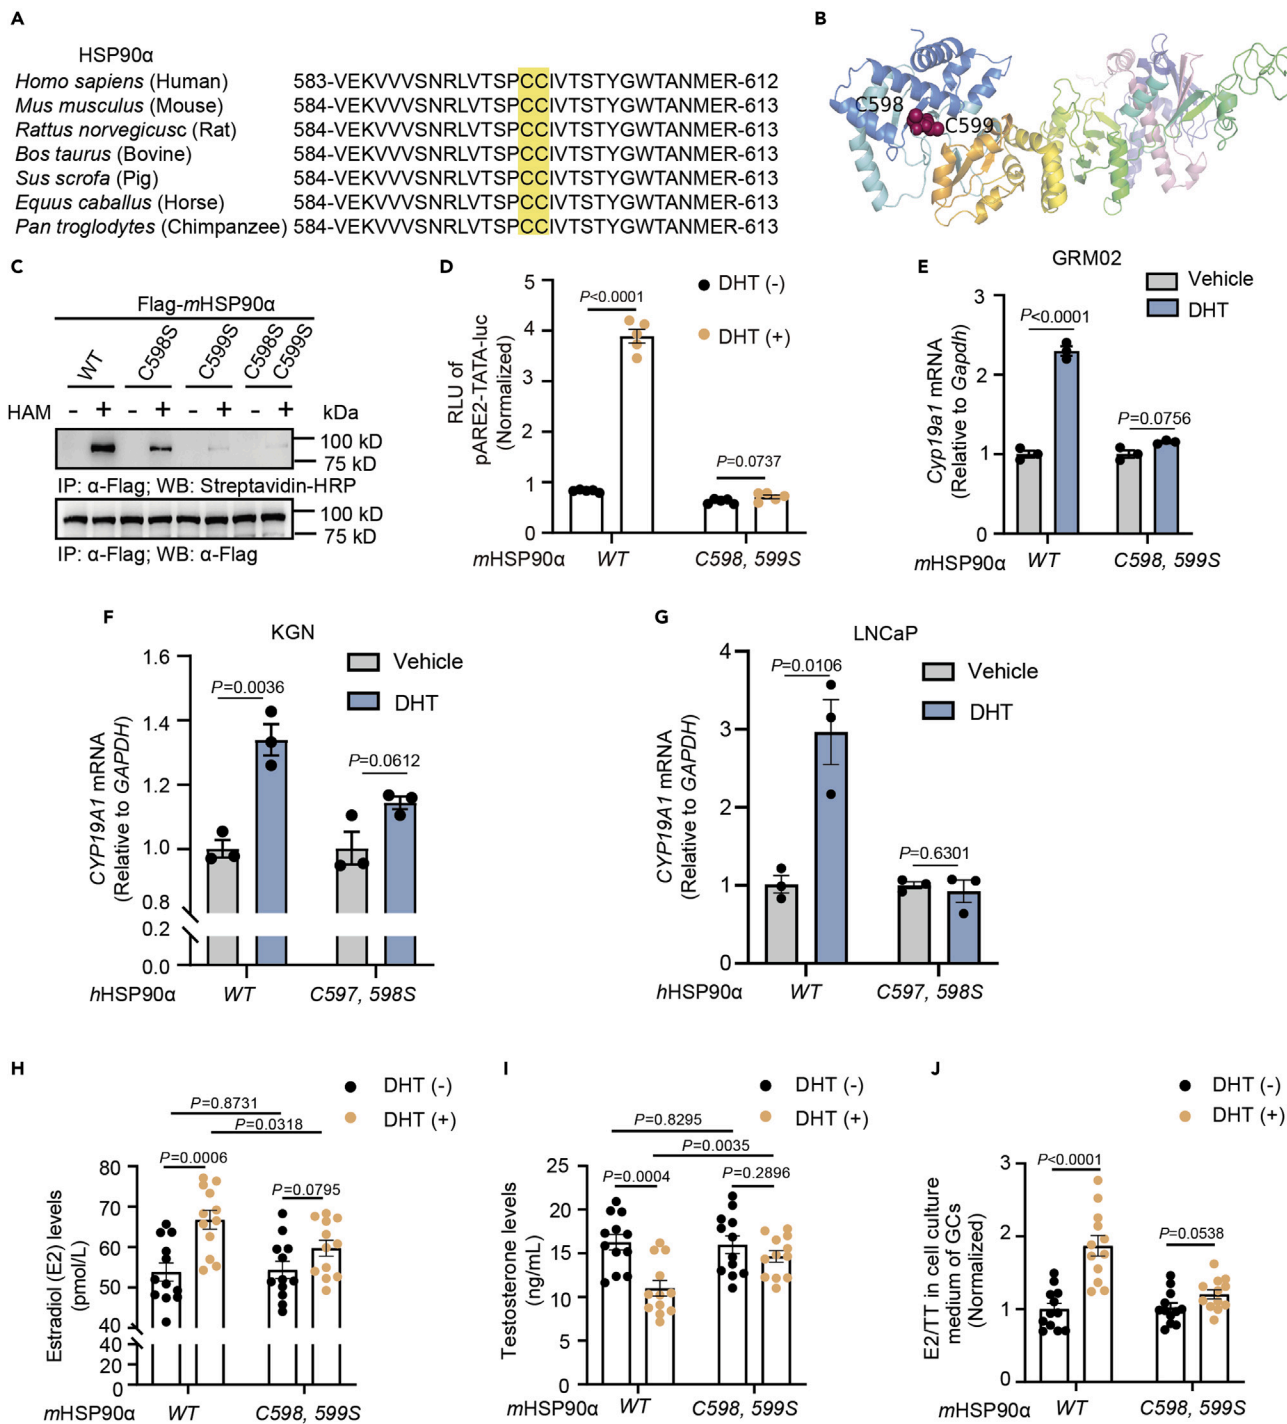 A
HSP90α
Homo sapiens (Human) 583-VEKVVVSNRLVTSPCCIVTSTYGWTANMER-612
Mus musculus (Mouse) 584-VEKVVVSNRLVTSPCCIVTSTYGWTANMER-613
Rattus norvegicusc (Rat) 584-VEKVVVSNRLVTSPCCIVTSTYGWTANMER-613
Bos taurus (Bovine) 584-VEKVVVSNRLVTSPCCIVTSTYGWTANMER-613
Sus scrofa (Pig) 584-VEKVVVSNRLVTSPCCIVTSTYGWTANMER-613
Equus caballus (Horse) 584-VEKVVVSNRLVTSPCCIVTSTYGWTANMER-613
Pan troglodytes (Chimpanzee) 584-VEKVVVSNRLVTSPCCIVTSTYGWTANMER-613
B
C598
C599
C
Flag-mHSP90α
WT C598S C599S C598S C599S
HAM - + - + - + - + kDa
100 kD
75 kD
IP: α-Flag; WB: Streptavidin-HRP
100 kD
75 kD
IP: α-Flag; WB: α-Flag
D
DHT (-)
DHT (+)
RLU of
pARE2-TATA-luc
(Normalized)
5
4
3
2
1
0
P<0.0001
P=0.0737
mHSP90α WT C598, 599S
E
GRM02
Vehicle
DHT
Cyp19a1 mRNA
(Relative to Gapdh)
3
2
1
0
P<0.0001
P=0.0756
mHSP90α WT C598, 599S
F
KGN
Vehicle
DHT
CYP19A1 mRNA
(Relative to GAPDH)
1.6
1.4
1.2
1.0
0.8
0.2
0.0
P=0.0036
P=0.0612
hHSP90α WT C597, 598S
G
LNCaP
Vehicle
DHT
CYP19A1 mRNA
(Relative to GAPDH)
4
3
2
1
0
P=0.0106
P=0.6301
hHSP90α WT C597, 598S
H
DHT (-)
DHT (+)
P=0.8731
P=0.0318
P=0.0006
P=0.0795
Estradiol (E2) levels
(pmol/L)
80
70
60
50
40
40
20
0
mHSP90α WT C598, 599S
I
DHT (-)
DHT (+)
P=0.8295
P=0.0035
P=0.0004
P=0.2896
Testosterone levels
(ng/mL)
25
20
15
10
5
0
mHSP90α WT C598, 599S
J
DHT (-)
DHT (+)
P<0.0001
P=0.0538
E2/TT in cell culture
medium of GCs
(Normalized)
3
2
1
0
mHSP90α WT C598, 599S